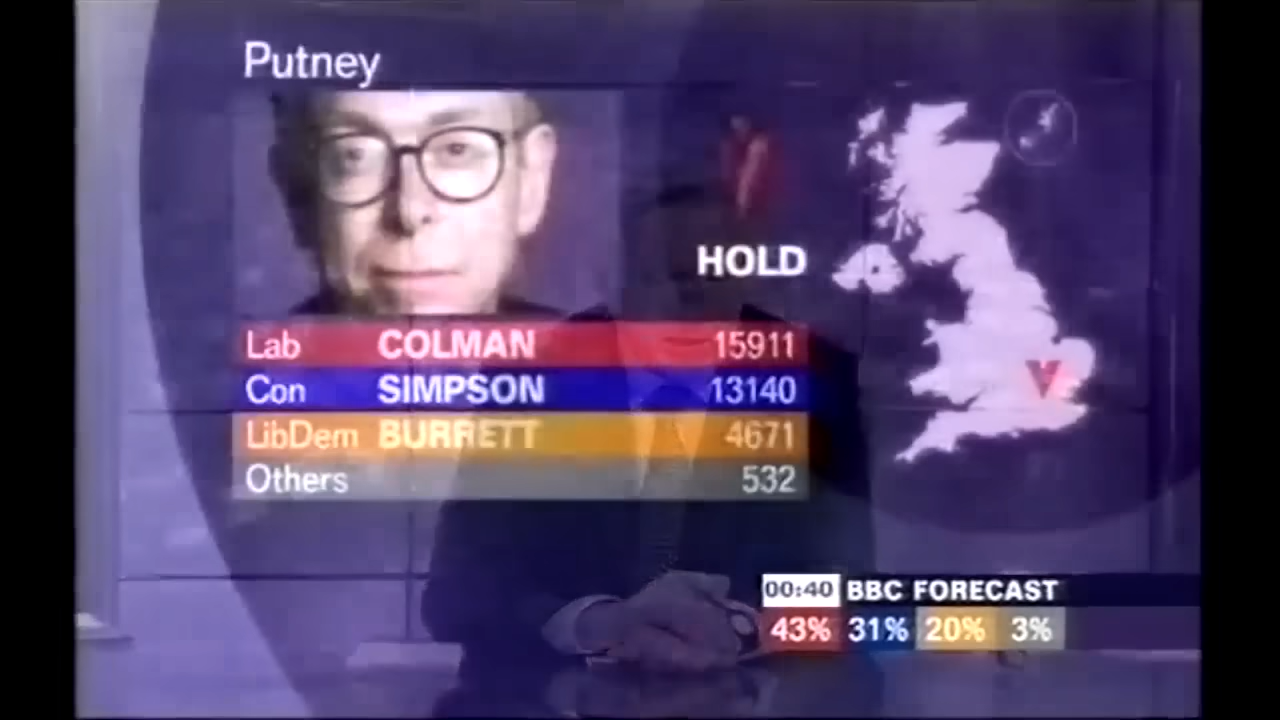 Putney
HOLD
Lab COLMAN 15911
Con SIMPSON 13140
LibDem BURRETT 4671
Others 532
00:40 BBC FORECAST
43% 31% 20% 3%